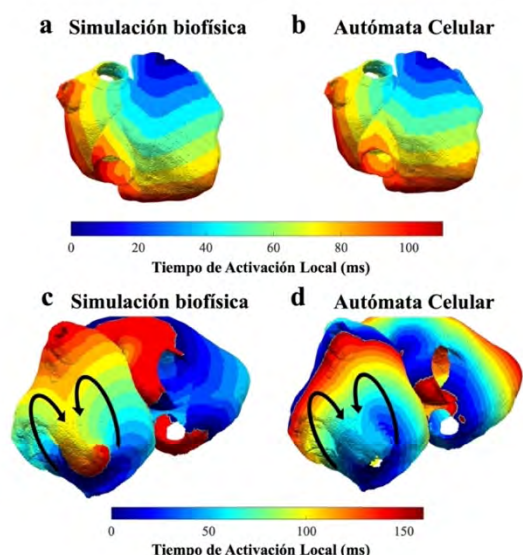 a Simulación biofísica b Autómata Celular
0 20 40 60 80 100
Tiempo de Activación Local (ms)
c Simulación biofísica d Autómata Celular
0 50 100 150
Tiempo de Activación Local (ms)